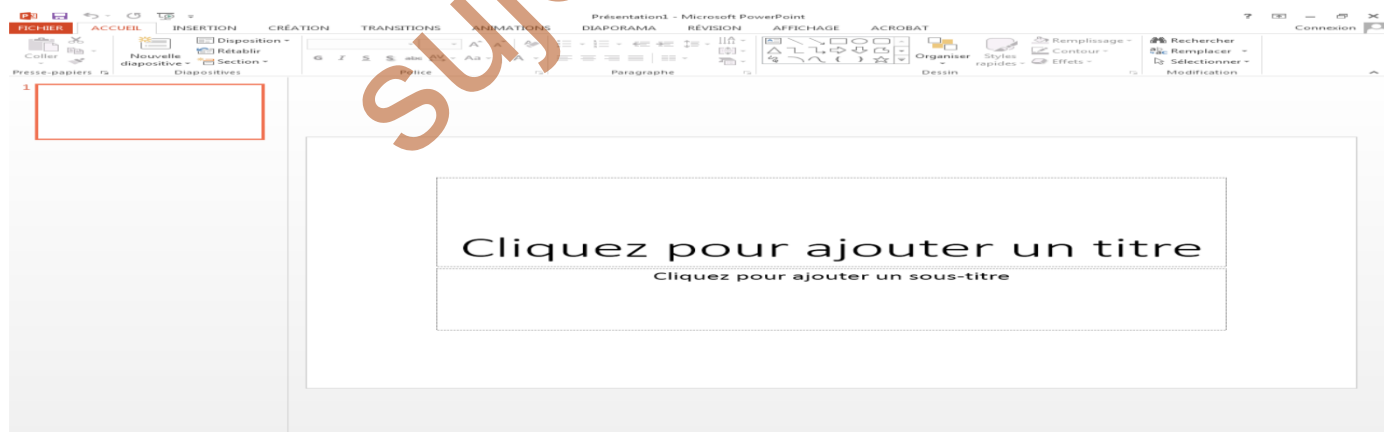 Présentation1 - Microsoft PowerPoint
FICHIER ACCUEIL INSERTION CRÉATION TRANSITIONS ANIMATIONS DIAPORAMA RÉVISION AFFICHAGE ACROBAT Connexion
Coller
Nouvelle diapositive
Disposition
Rétablir
Section
G I S S abc Aa A
Organiser
Styles rapides
Remplissage
Contour
Effets
Rechercher
Remplacer
Sélectionner
Presse-papiers Diapositives Police Paragraphe Dessin Modification
1
Cliquez pour ajouter un titre
Cliquez pour ajouter un sous-titre